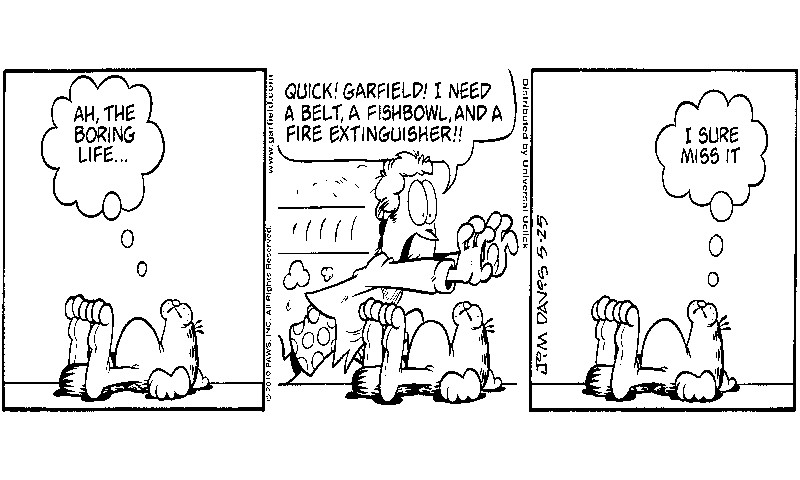 AH, THE
BORING
LIFE...
www.garfield.com
© 2010 PAWS, INC. All Rights Reserved.
QUICK! GARFIELD! I NEED
A BELT, A FISHBOWL, AND A
FIRE EXTINGUISHER!!
Distributed by Universal Uclick
JIM DAVIS 5-25
I SURE
MISS IT